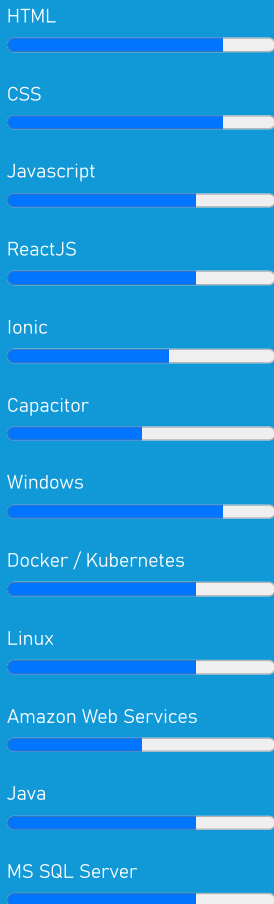 HTML
CSS
Javascript
ReactJS
Ionic
Capacitor
Windows
Docker / Kubernetes
Linux
Amazon Web Services
Java
MS SQL Server